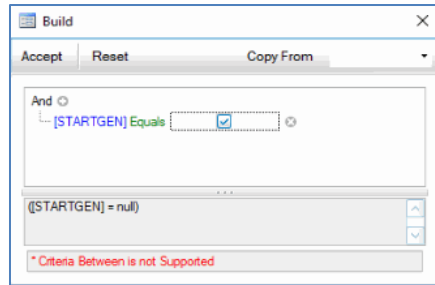 Build
Accept Reset Copy From
And
[STARTGEN] Equals
([STARTGEN] = null)
* Criteria Between is not Supported